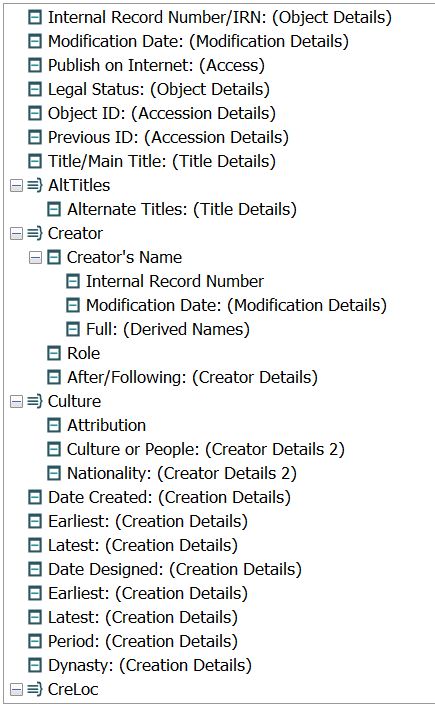 Internal Record Number/IRN: (Object Details)
Modification Date: (Modification Details)
Publish on Internet: (Access)
Legal Status: (Object Details)
Object ID: (Accession Details)
Previous ID: (Accession Details)
Title/Main Title: (Title Details)
AltTitles
Alternate Titles: (Title Details)
Creator
Creator's Name
Internal Record Number
Modification Date: (Modification Details)
Full: (Derived Names)
Role
After/Following: (Creator Details)
Culture
Attribution
Culture or People: (Creator Details 2)
Nationality: (Creator Details 2)
Date Created: (Creation Details)
Earliest: (Creation Details)
Latest: (Creation Details)
Date Designed: (Creation Details)
Earliest: (Creation Details)
Latest: (Creation Details)
Period: (Creation Details)
Dynasty: (Creation Details)
CreLoc